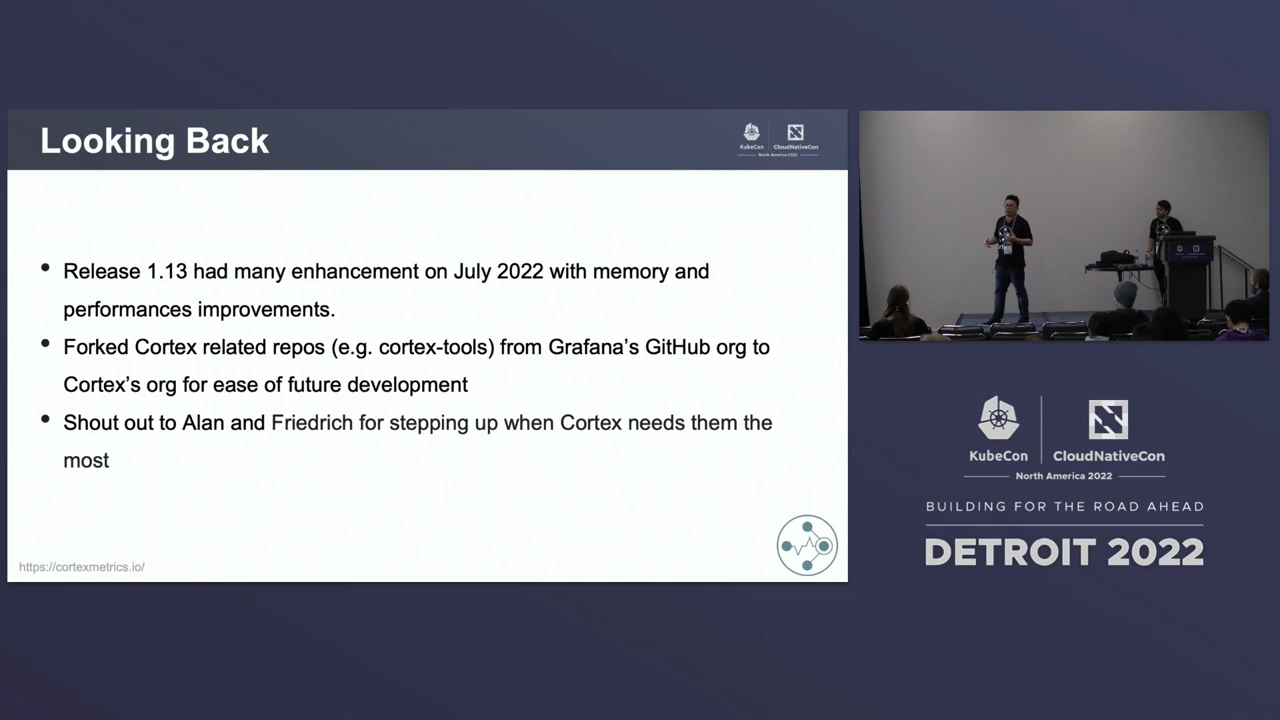 Looking Back
KubeCon
CloudNativeCon
North America 2022
Release 1.13 had many enhancement on July 2022 with memory and
performances improvements.
Forked Cortex related repos (e.g. cortex-tools) from Grafana's GitHub org to
Cortex's org for ease of future development
Shout out to Alan and Friedrich for stepping up when Cortex needs them the
most
https://cortexmetrics.io/
KubeCon
CloudNativeCon
North America 2022
BUILDING FOR THE ROAD AHEAD
DETROIT 2022